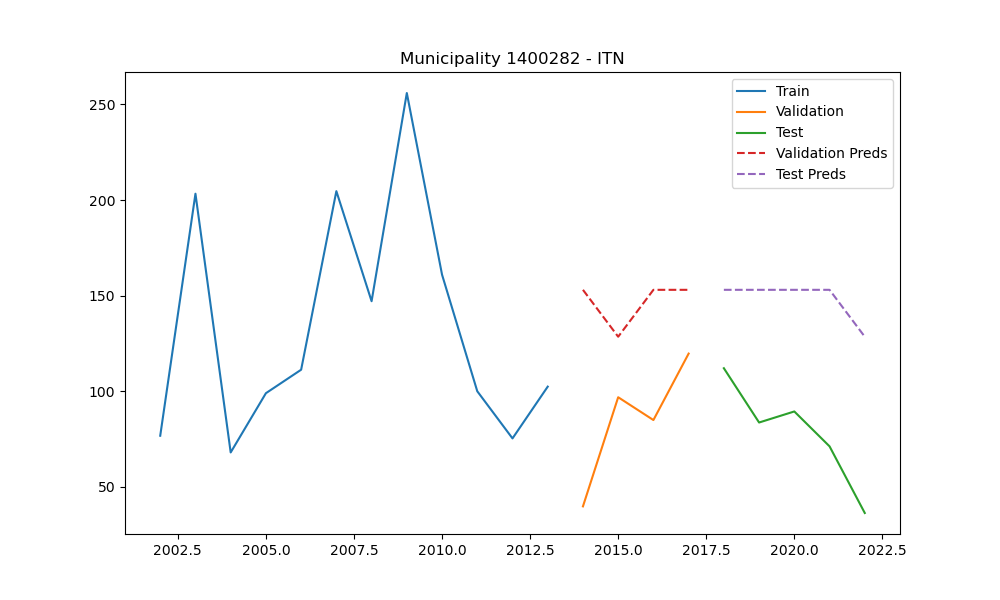 Municipality 1400282 - ITN
Train
Validation
Test
Validation Preds
Test Preds
250
200
150
100
50
2002.5 2005.0 2007.5 2010.0 2012.5 2015.0 2017.5 2020.0 2022.5